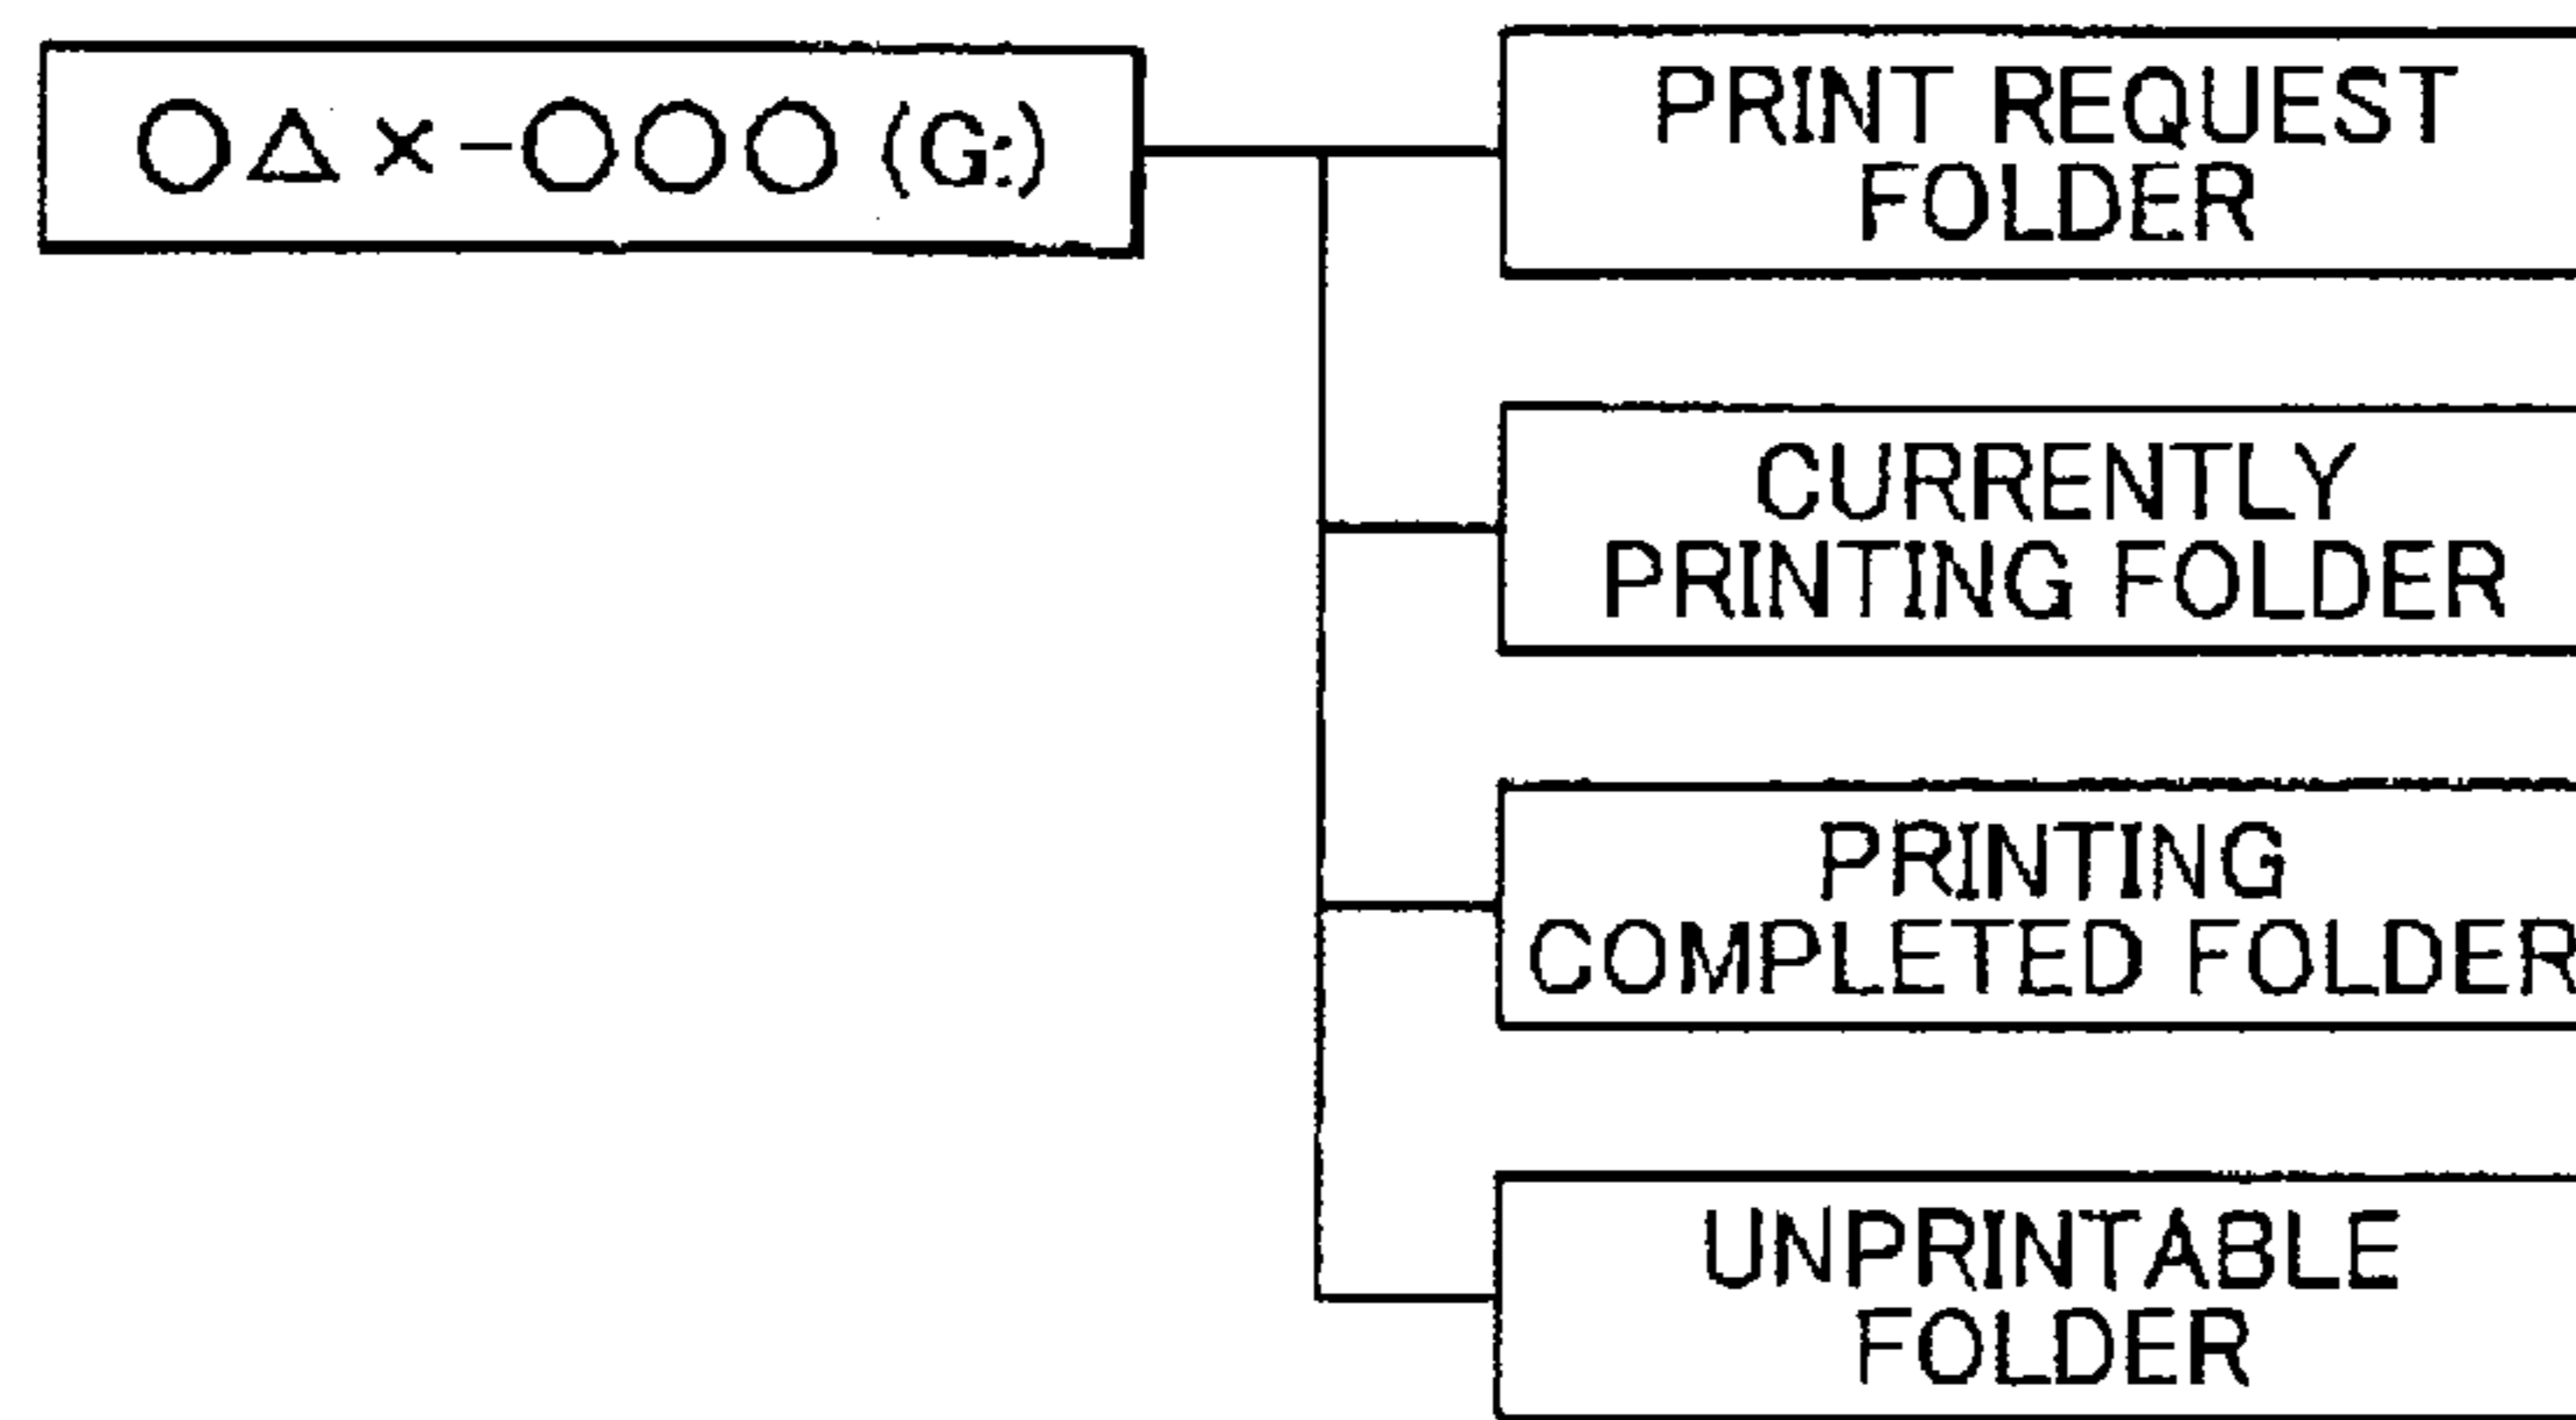 ○△×-○○○ (G:)
PRINT REQUEST
FOLDER
CURRENTLY
PRINTING FOLDER
PRINTING
COMPLETED FOLDER
UNPRINTABLE
FOLDER